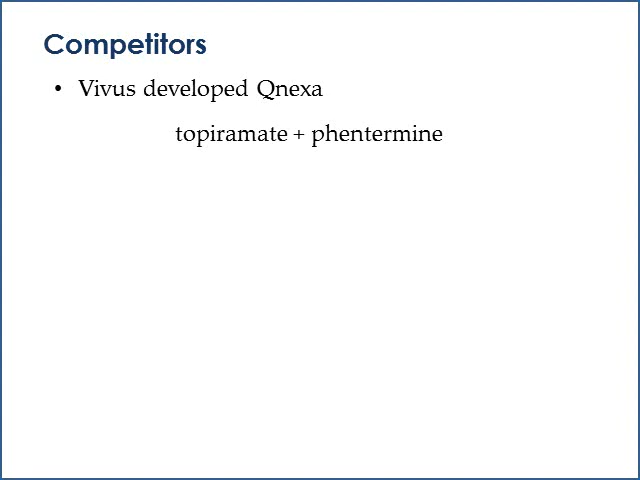 Competitors
• Vivus developed Qnexa
topiramate + phentermine